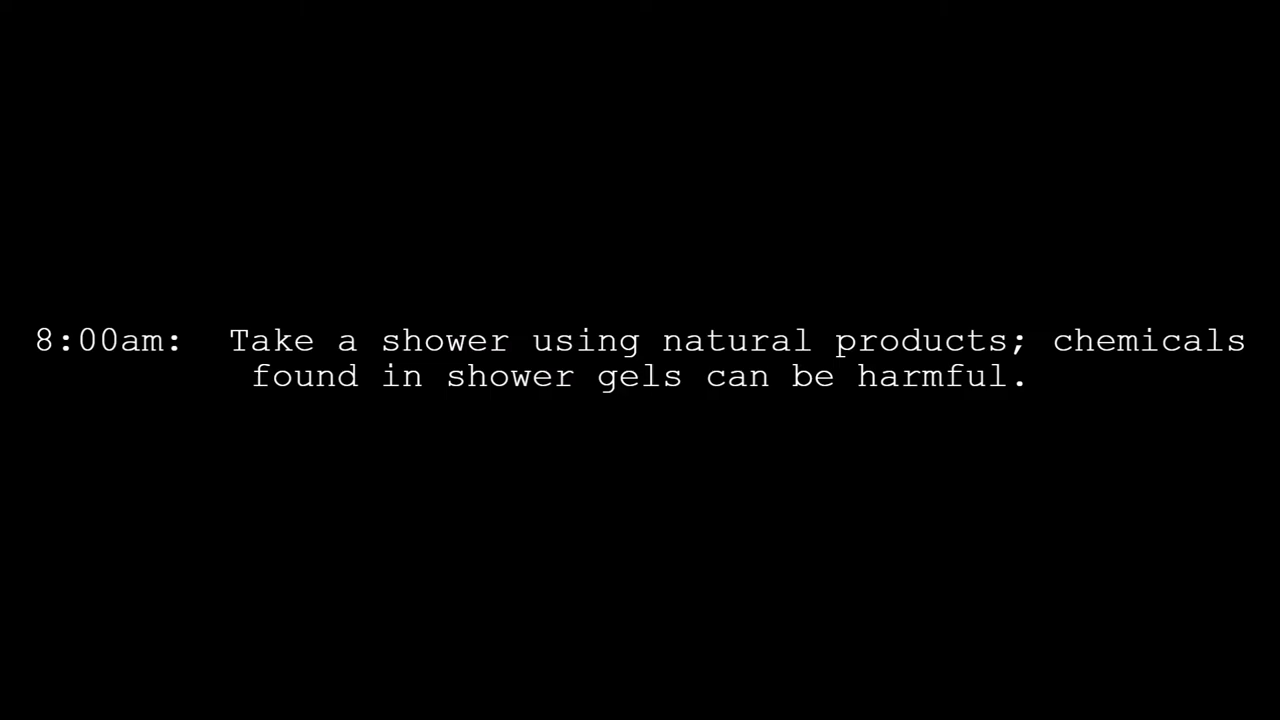 8:00am:  Take a shower using natural products; chemicals
found in shower gels can be harmful.